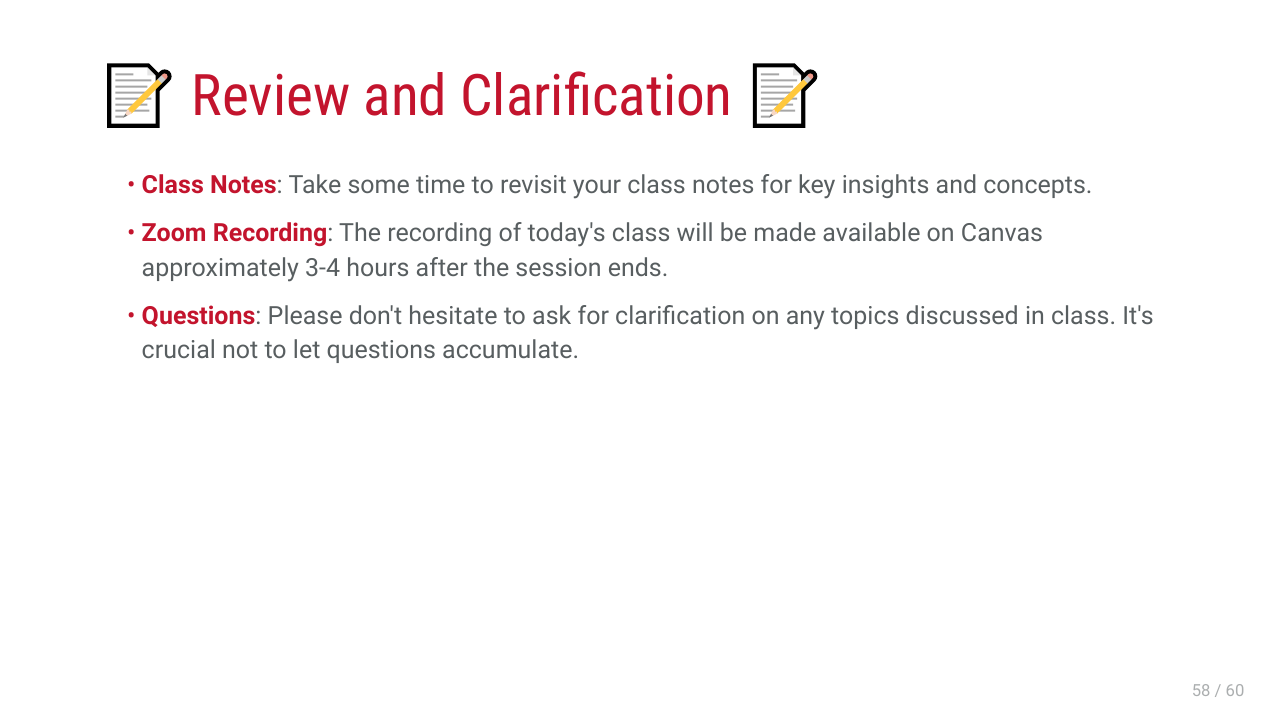 📝 Review and Clarification 📝
• Class Notes: Take some time to revisit your class notes for key insights and concepts.
• Zoom Recording: The recording of today's class will be made available on Canvas
approximately 3-4 hours after the session ends.
• Questions: Please don't hesitate to ask for clarification on any topics discussed in class. It's
crucial not to let questions accumulate.
58 / 60